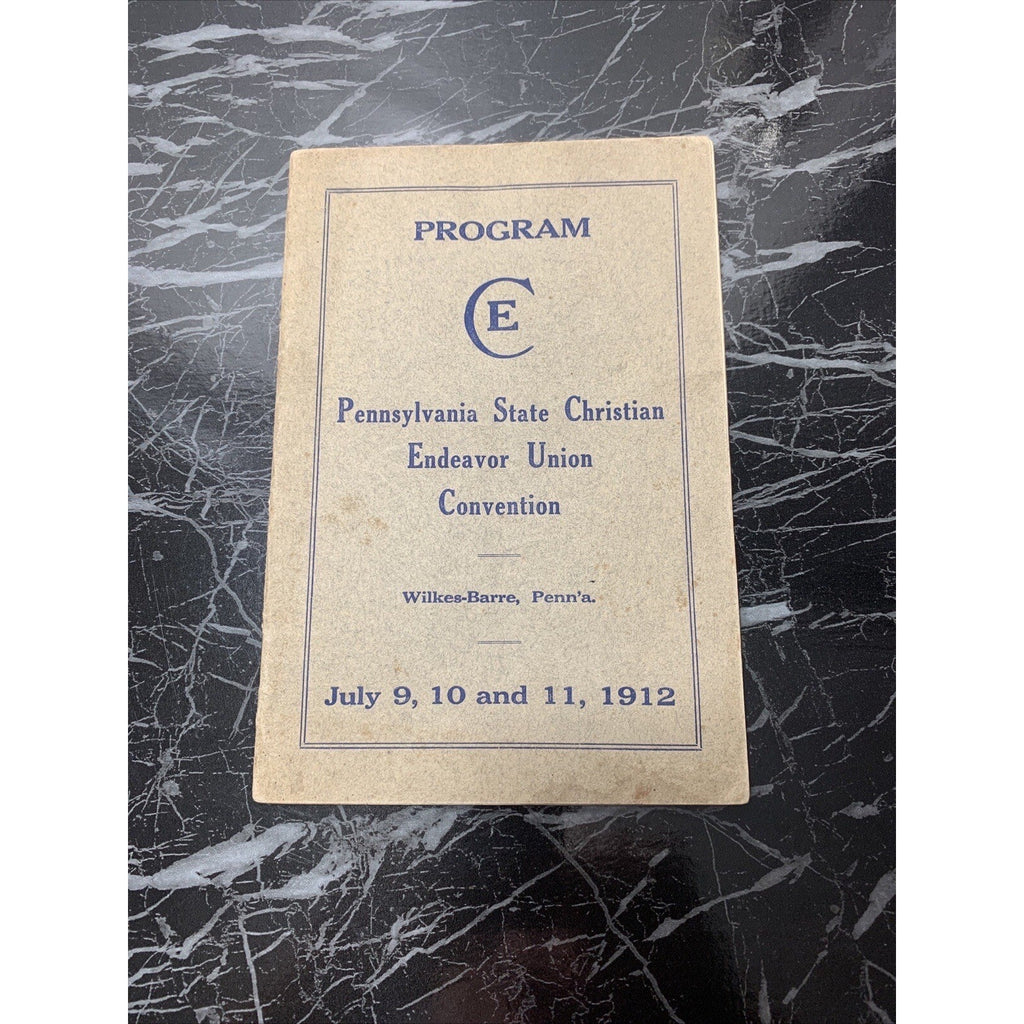 PROGRAM
CE
Pennsylvania State Christian
Endeavor Union
Convention
Wilkes-Barre, Penn'a.
July 9, 10 and 11, 1912